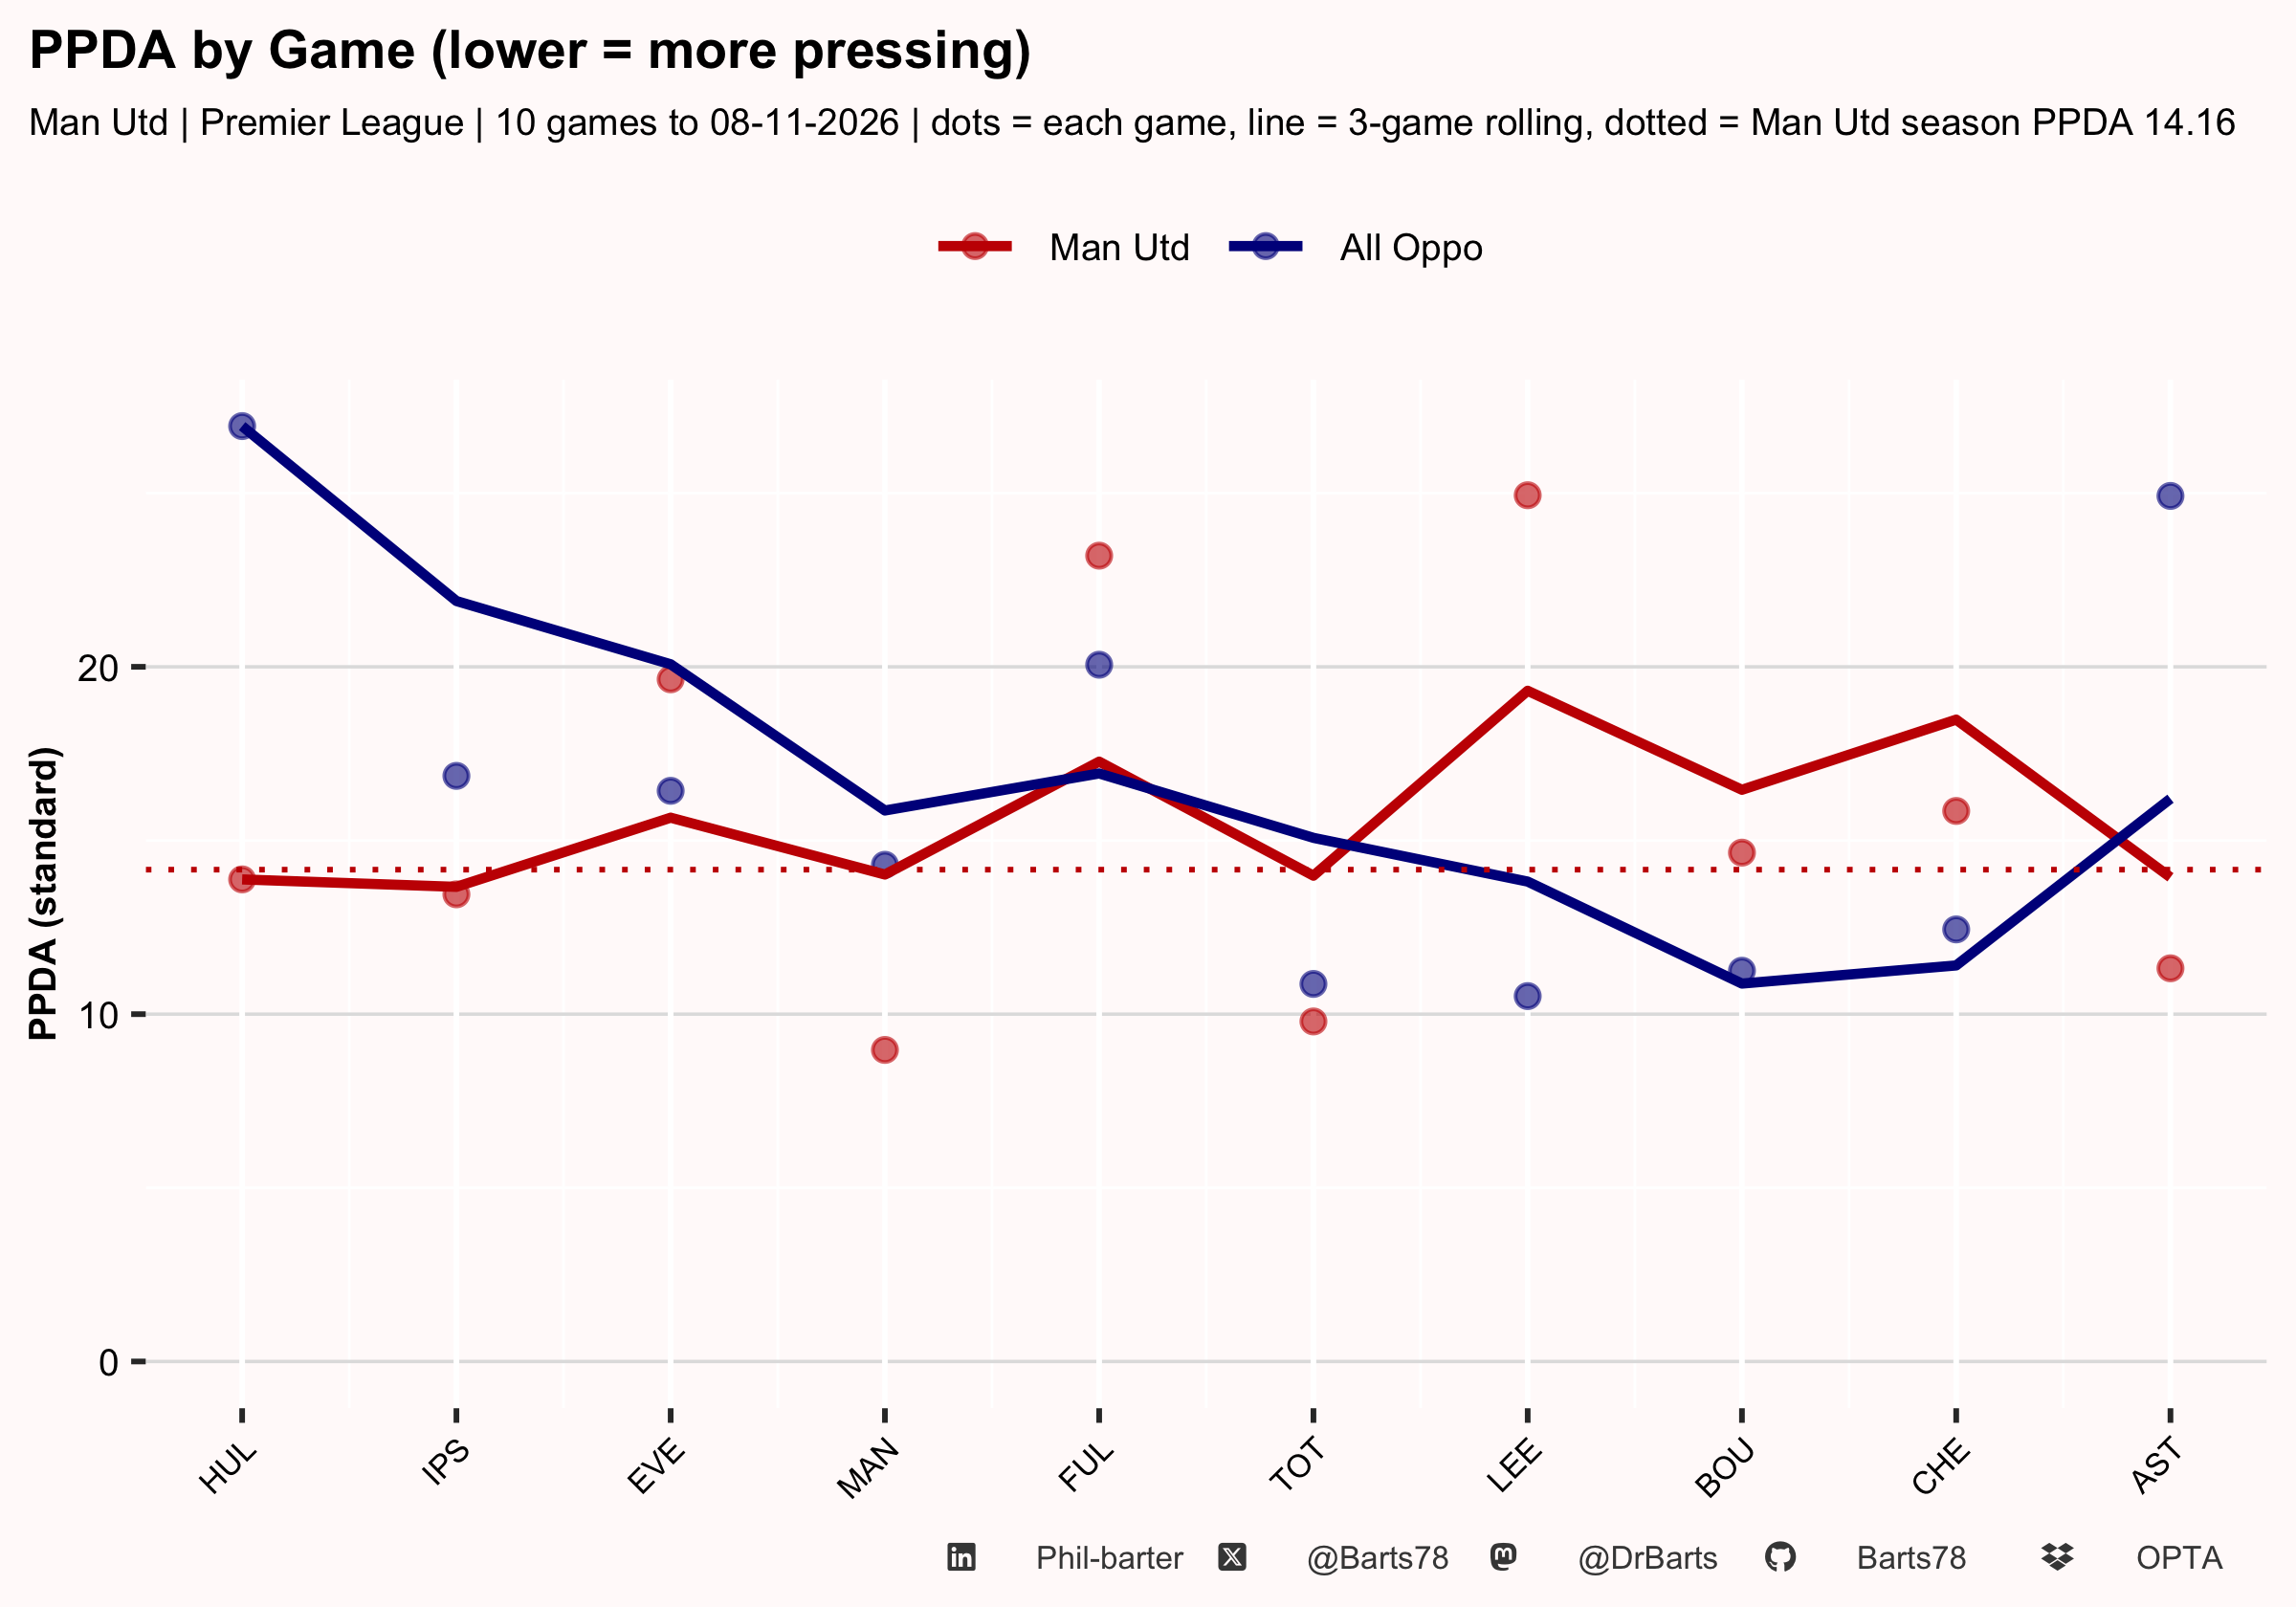 PPDA by Game (lower = more pressing)
Man Utd | Premier League | 10 games to 08-11-2026 | dots = each game, line = 3-game rolling, dotted = Man Utd season PPDA 14.16
Man Utd All Oppo
PPDA (standard)
20
10
0
HUL IPS EVE MAN FUL TOT LEE BOU CHE AST
Phil-barter @Barts78 @DrBarts Barts78 OPTA